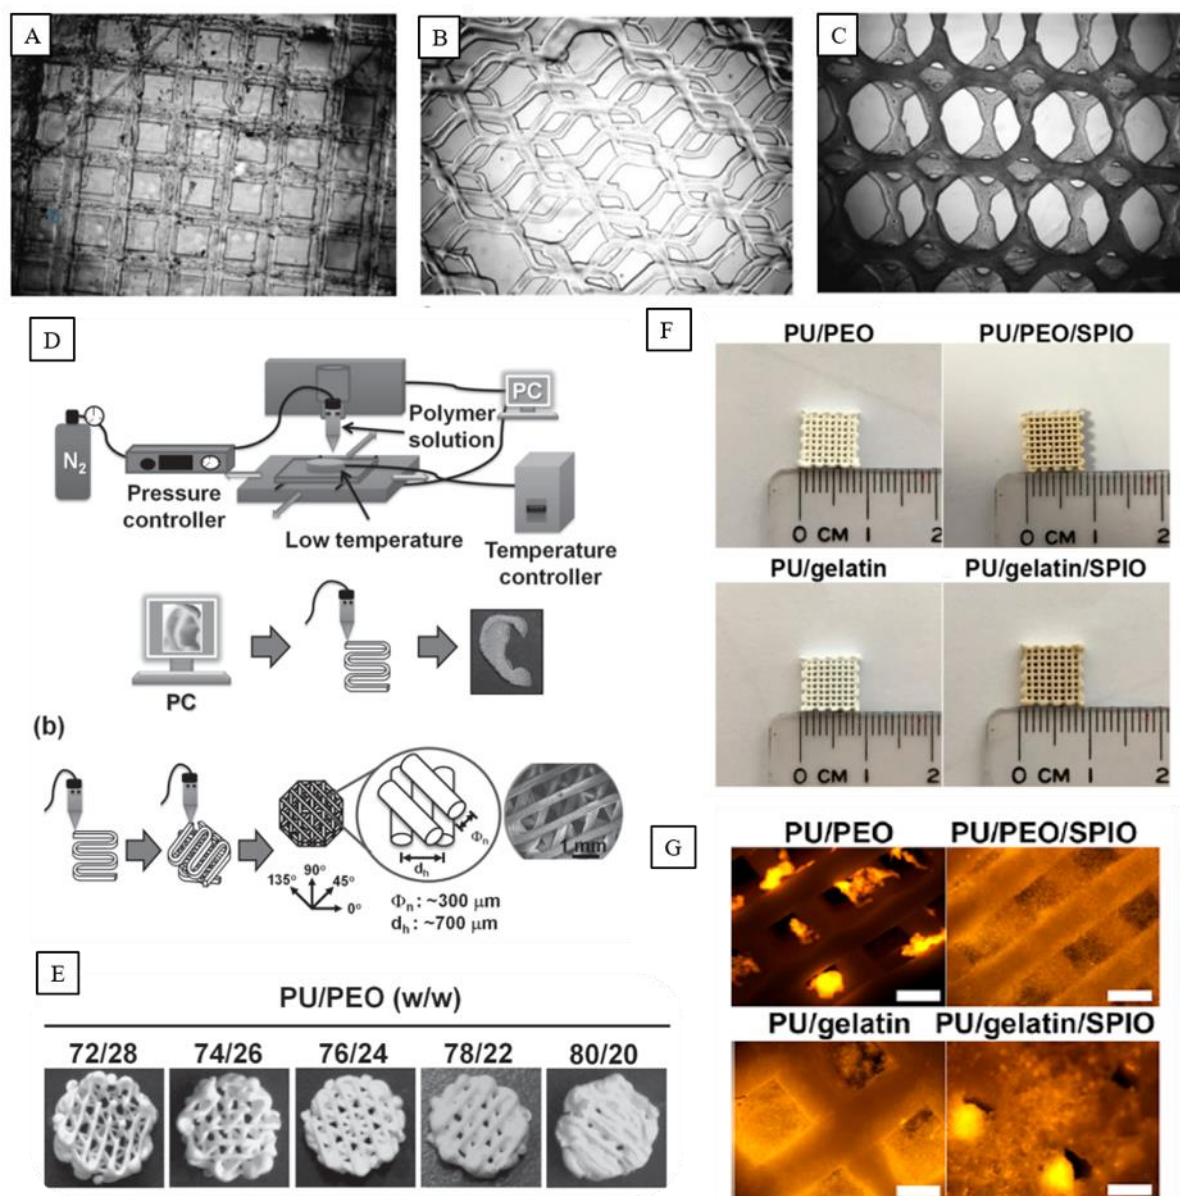 A
B
C
D
N2
Pressure
controller
Polymer
solution
Low temperature
PC
Temperature
controller
PC
(b)
135°
90°
45°
0°
Φn
dh
Φn: ~300 μm
dh: ~700 μm
1 mm
E
PU/PEO (w/w)
72/28 74/26 76/24 78/22 80/20
F
PU/PEO PU/PEO/SPIO
0 CM 1 2
0 CM 1 2
PU/gelatin PU/gelatin/SPIO
0 CM 1 2
0 CM 1 2
G
PU/PEO PU/PEO/SPIO
PU/gelatin PU/gelatin/SPIO